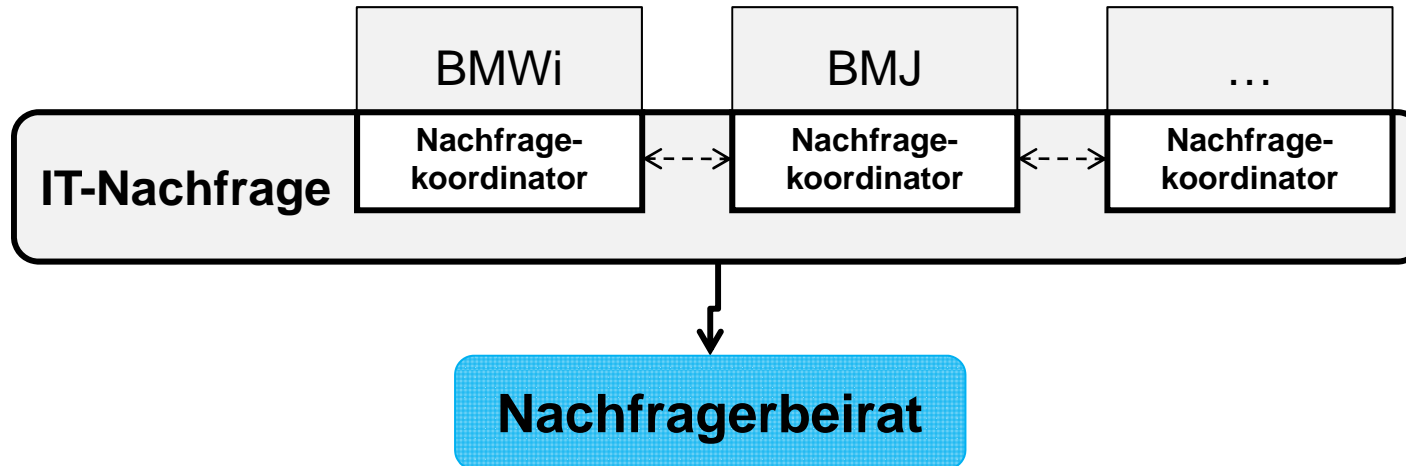 BMWi
BMJ
...
Nachfrage-
koordinator
Nachfrage-
koordinator
Nachfrage-
koordinator
IT-Nachfrage
Nachfragerbeirat